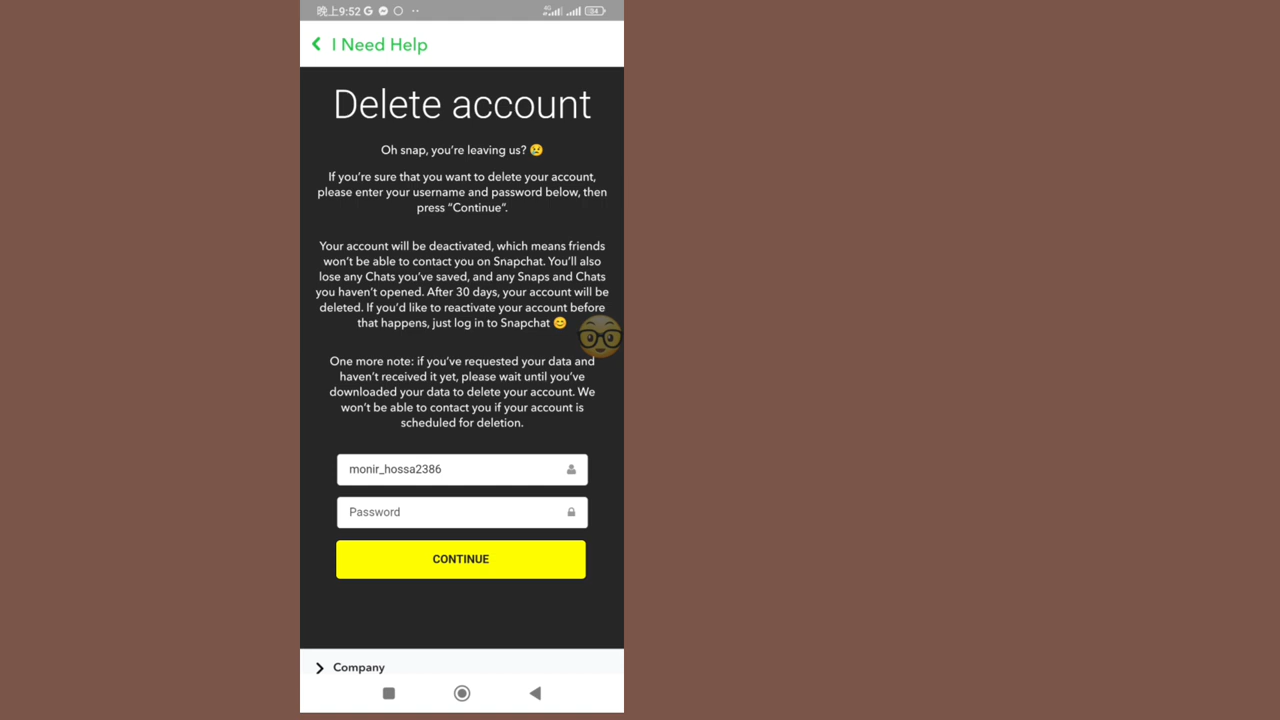 晚上9:52
4G 54
I Need Help
Delete account
Oh snap, you're leaving us? 😢
If you're sure that you want to delete your account,
please enter your username and password below, then
press “Continue”.
Your account will be deactivated, which means friends
won't be able to contact you on Snapchat. You'll also
lose any Chats you've saved, and any Snaps and Chats
you haven't opened. After 30 days, your account will be
deleted. If you'd like to reactivate your account before
that happens, just log in to Snapchat 😊
One more note: if you've requested your data and
haven't received it yet, please wait until you've
downloaded your data to delete your account. We
won't be able to contact you if your account is
scheduled for deletion.
monir_hossa2386
Password
CONTINUE
Company